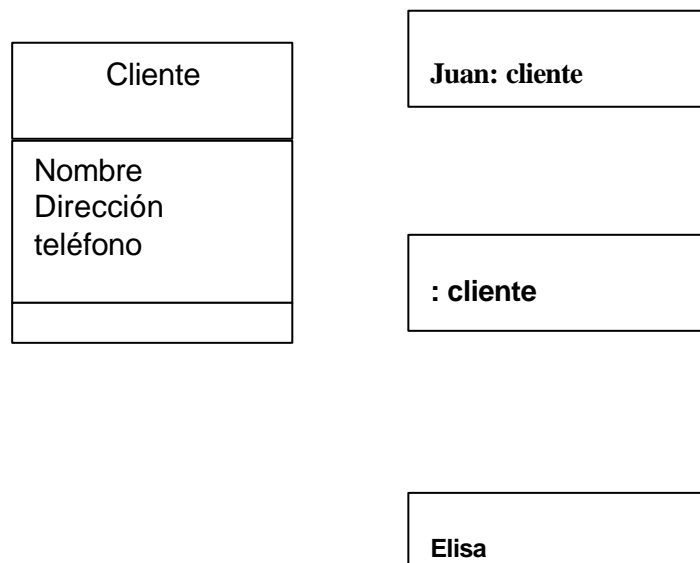 Cliente
Nombre
Dirección
teléfono
Juan: cliente
: cliente
Elisa